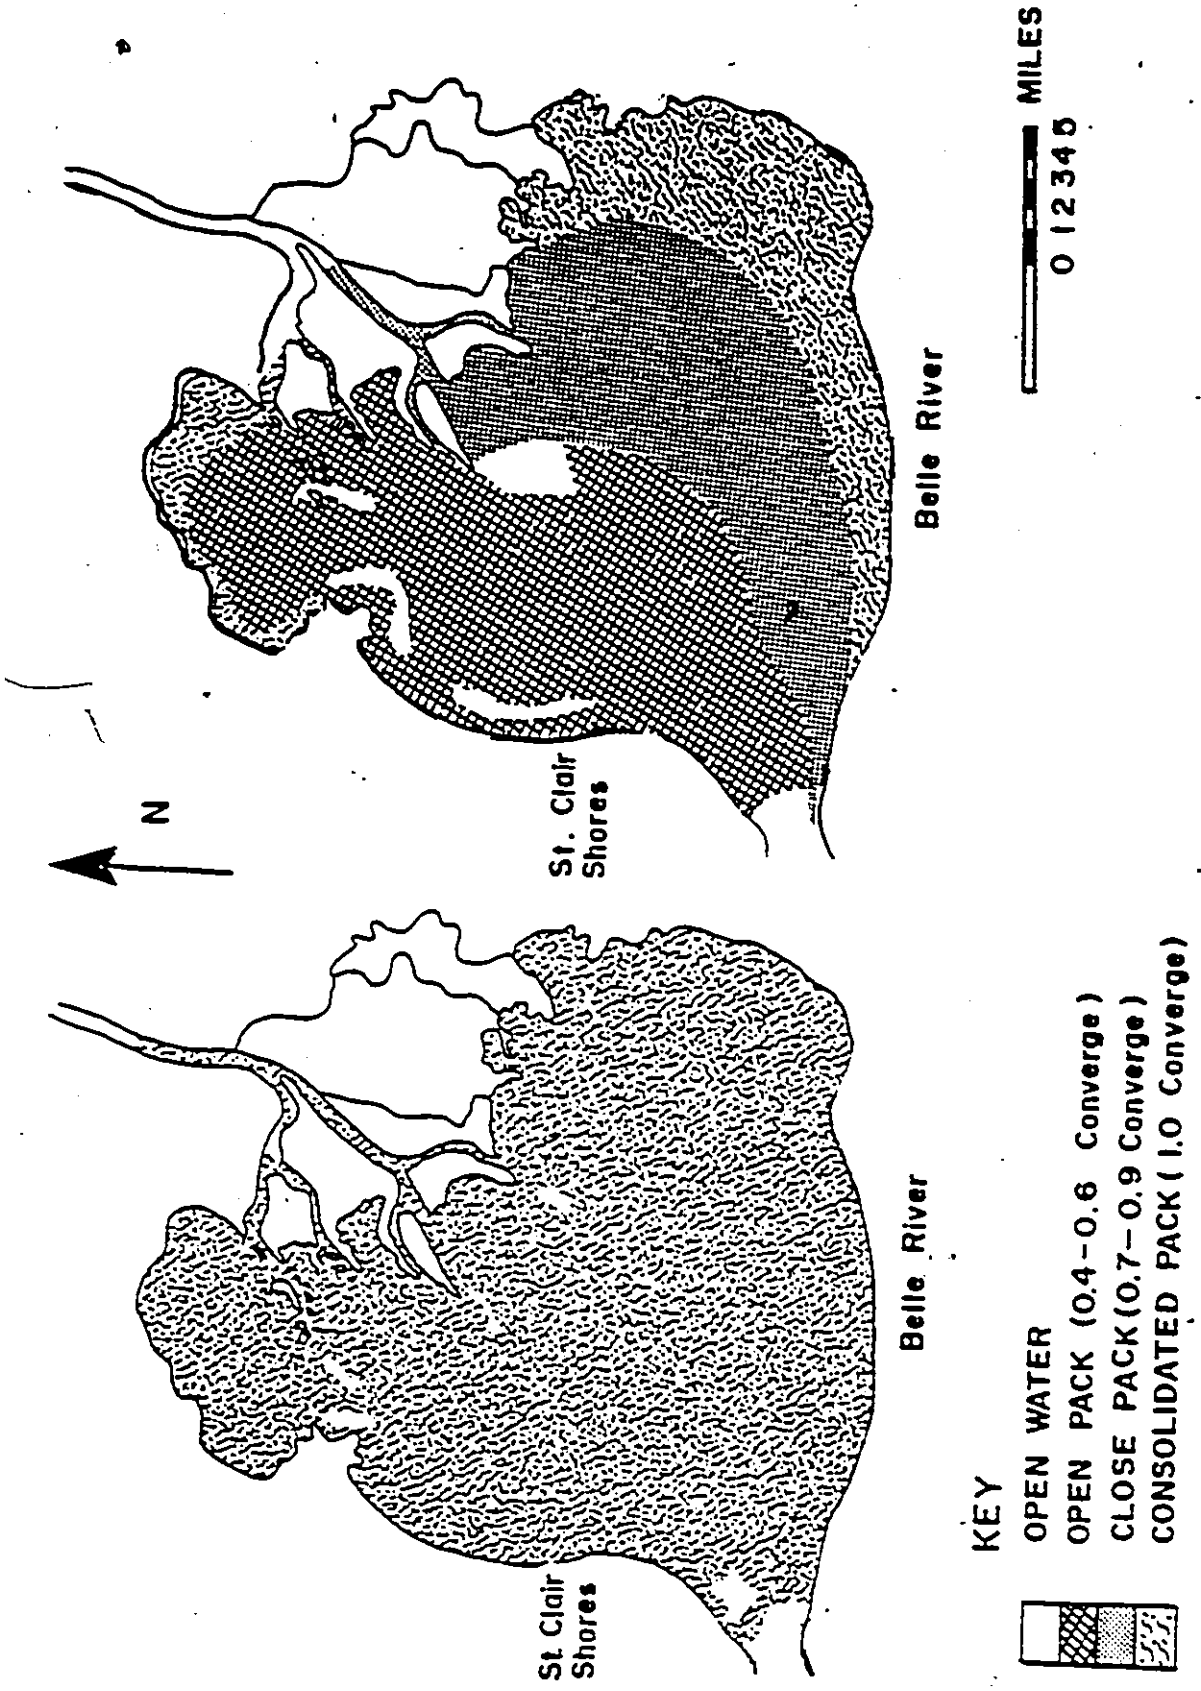 N
St. Clair
Shores
Belle River
St. Clair
Shores
Belle River
0 1 2 3 4 5 MILES
KEY
OPEN WATER
OPEN PACK (0.4-0.6 Converge)
CLOSE PACK (0.7-0.9 Converge)
CONSOLIDATED PACK (1.0 Converge)